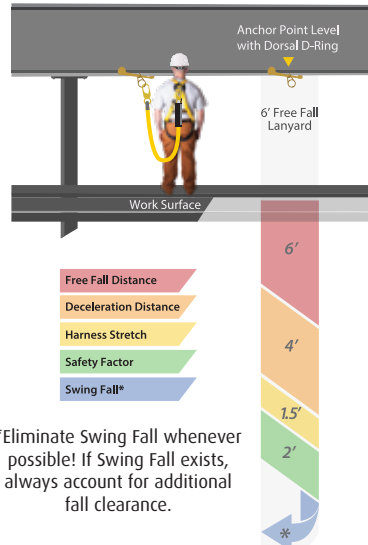 Anchor Point Level
with Dorsal D-Ring
6' Free Fall
Lanyard
Work Surface
6'
Free Fall Distance
Deceleration Distance
4'
Harness Stretch
Safety Factor
1.5'
Swing Fall*
2'
*Eliminate Swing Fall whenever
possible! If Swing Fall exists,
always account for additional
fall clearance.
*